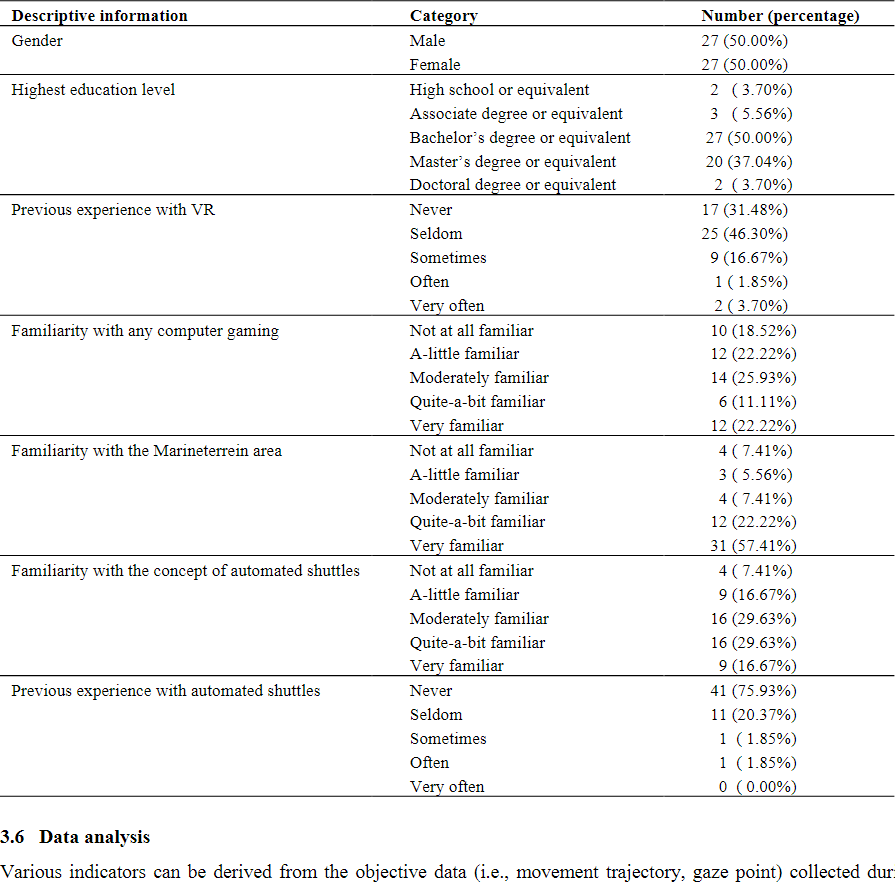 Descriptive information Category Number (percentage)
Gender Male 27 (50.00%)
Female 27 (50.00%)
Highest education level High school or equivalent 2 ( 3.70%)
Associate degree or equivalent 3 ( 5.56%)
Bachelor's degree or equivalent 27 (50.00%)
Master's degree or equivalent 20 (37.04%)
Doctoral degree or equivalent 2 ( 3.70%)
Previous experience with VR Never 17 (31.48%)
Seldom 25 (46.30%)
Sometimes 9 (16.67%)
Often 1 ( 1.85%)
Very often 2 ( 3.70%)
Familiarity with any computer gaming Not at all familiar 10 (18.52%)
A-little familiar 12 (22.22%)
Moderately familiar 14 (25.93%)
Quite-a-bit familiar 6 (11.11%)
Very familiar 12 (22.22%)
Familiarity with the Marineterrein area Not at all familiar 4 ( 7.41%)
A-little familiar 3 ( 5.56%)
Moderately familiar 4 ( 7.41%)
Quite-a-bit familiar 12 (22.22%)
Very familiar 31 (57.41%)
Familiarity with the concept of automated shuttles Not at all familiar 4 ( 7.41%)
A-little familiar 9 (16.67%)
Moderately familiar 16 (29.63%)
Quite-a-bit familiar 16 (29.63%)
Very familiar 9 (16.67%)
Previous experience with automated shuttles Never 41 (75.93%)
Seldom 11 (20.37%)
Sometimes 1 ( 1.85%)
Often 1 ( 1.85%)
Very often 0 ( 0.00%)
3.6 Data analysis
Various indicators can be derived from the objective data (i.e., movement trajectory, gaze point) collected dur